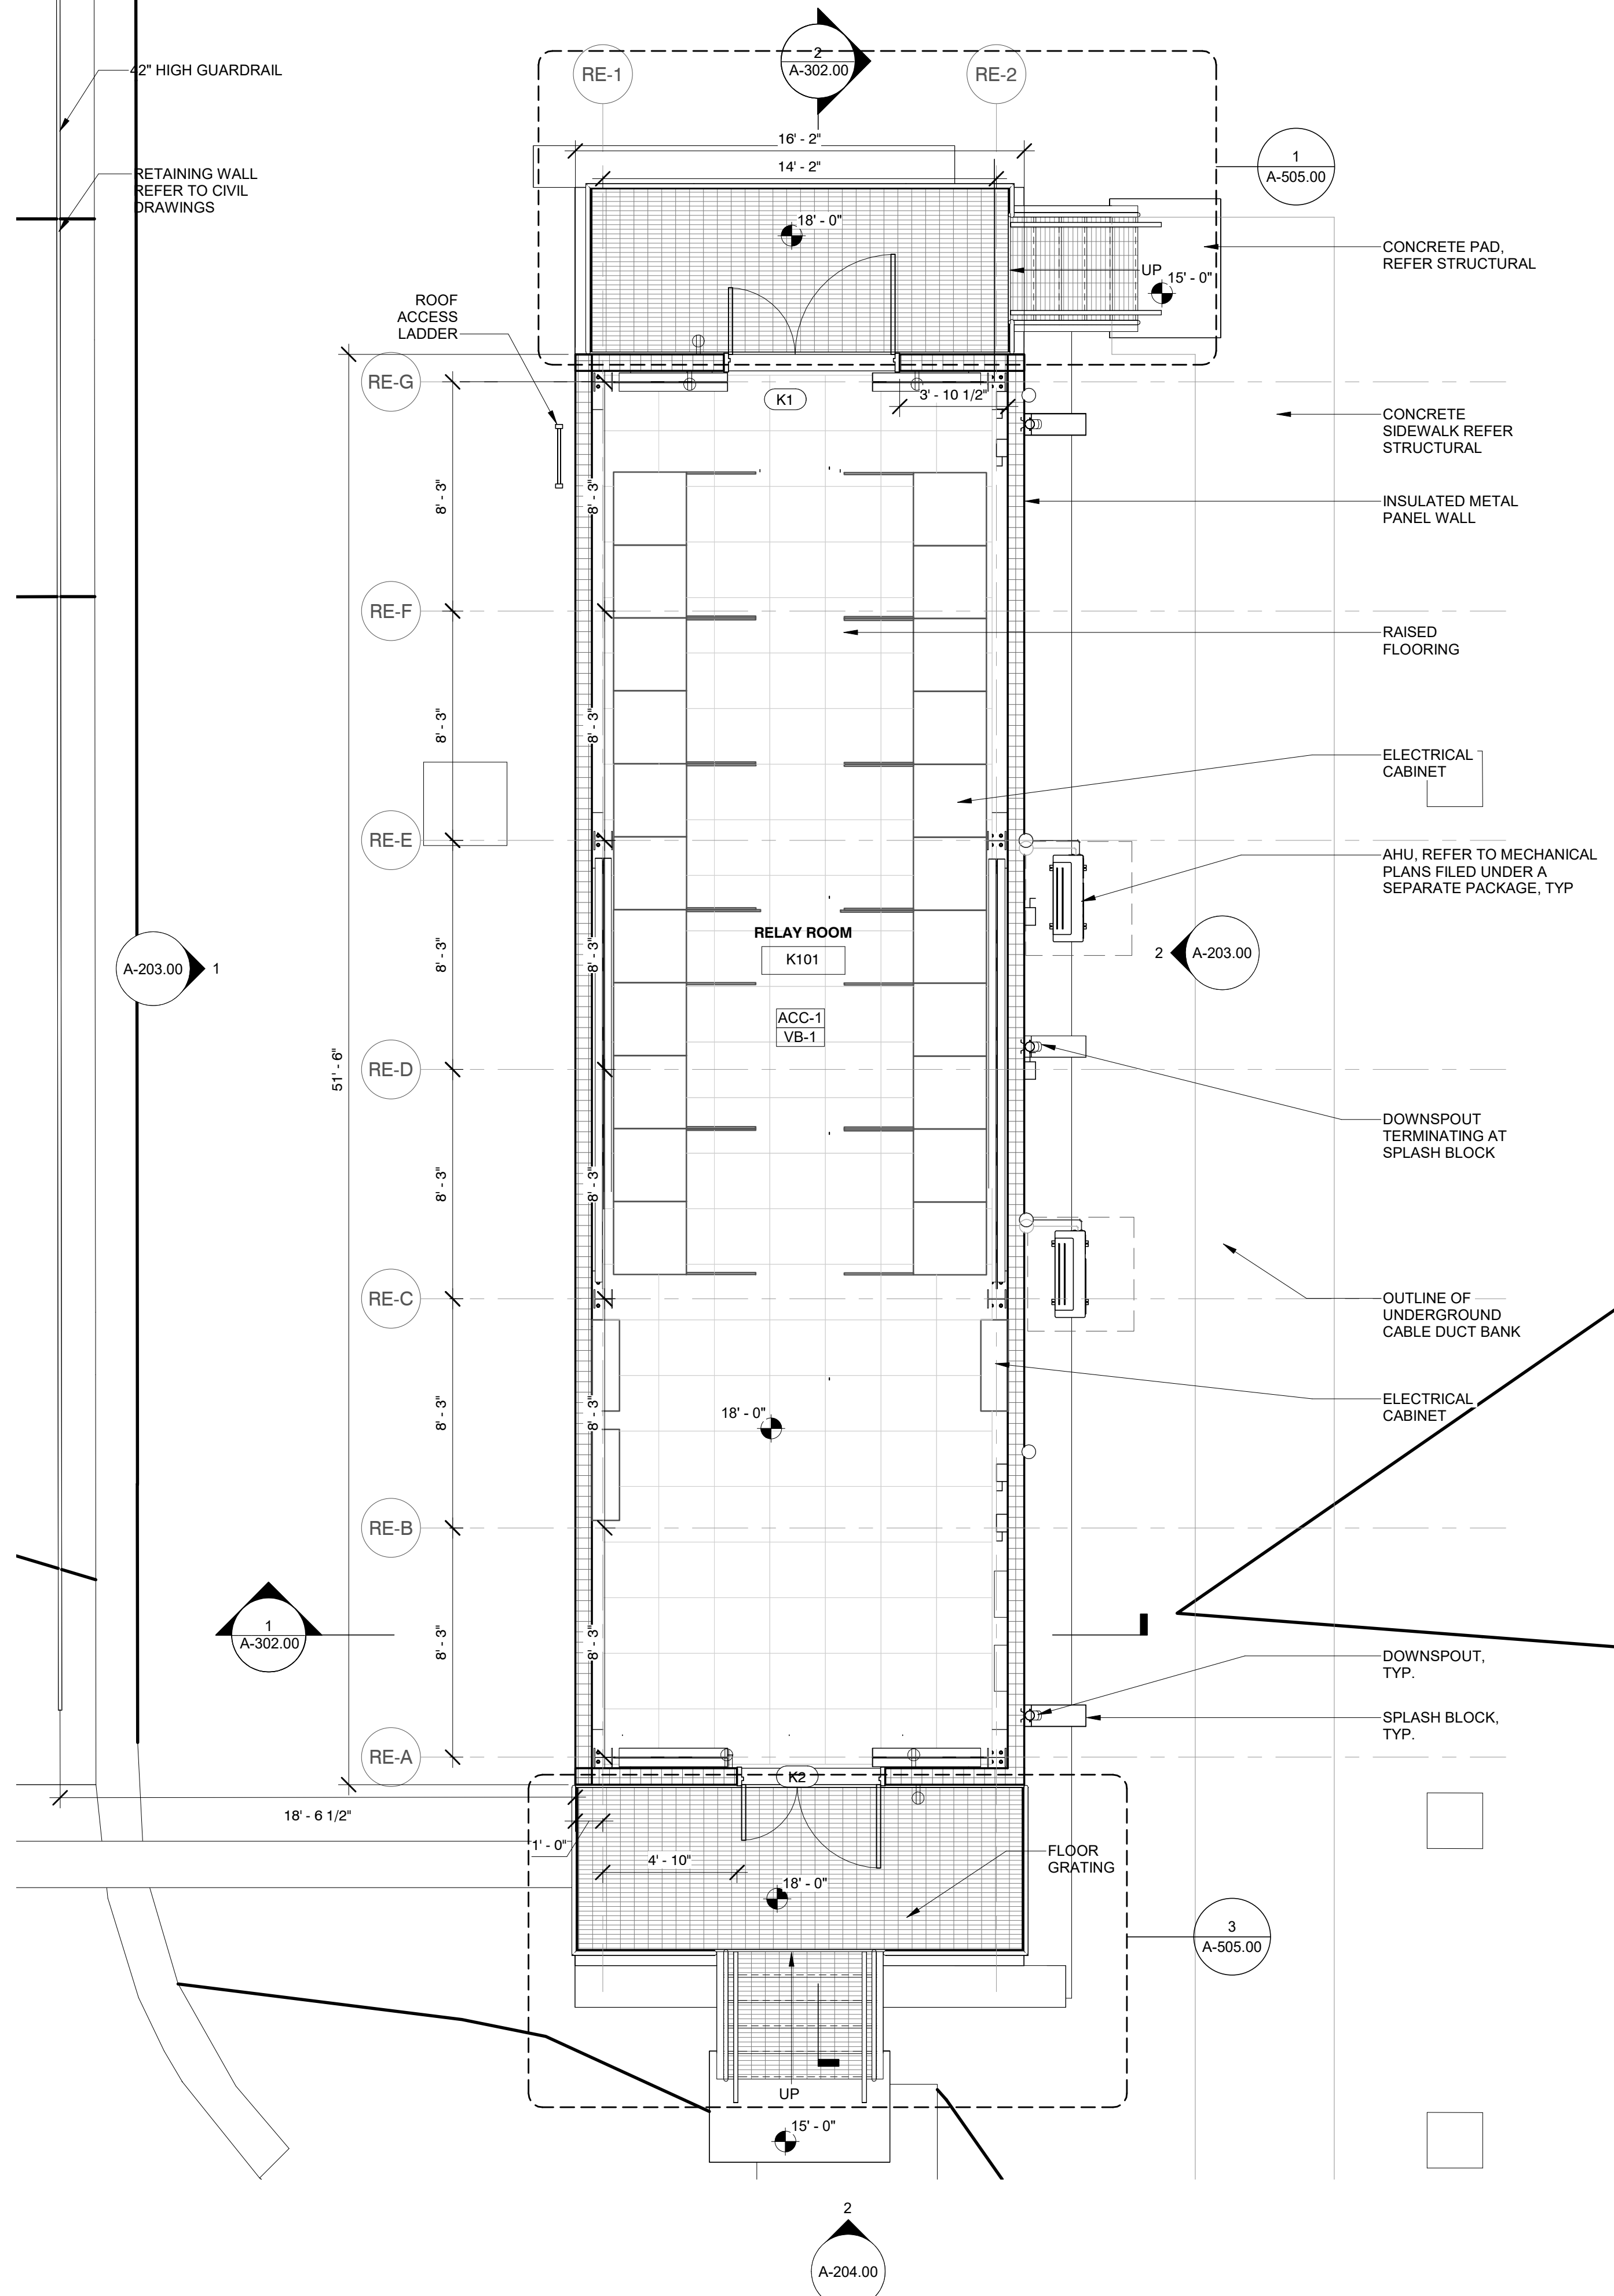 2
A-302.00
RE-1
RE-2
42" HIGH GUARDRAIL
16' - 2"
14' - 2"
1
A-505.00
RETAINING WALL
REFER TO CIVIL
DRAWINGS
18' - 0"
CONCRETE PAD,
REFER STRUCTURAL
UP
15' - 0"
ROOF
ACCESS
LADDER
RE-G
K1
3' - 10 1/2"
CONCRETE
SIDEWALK REFER
STRUCTURAL
8' - 3"
8' - 3"
INSULATED METAL
PANEL WALL
RE-F
RAISED
FLOORING
8' - 3"
8' - 3"
ELECTRICAL
CABINET
RE-E
AHU, REFER TO MECHANICAL
PLANS FILED UNDER A
SEPARATE PACKAGE, TYP
RELAY ROOM
K101
8' - 3"
8' - 3"
A-203.00
1
2
A-203.00
ACC-1
VB-1
51' - 6"
RE-D
DOWNSPOUT
TERMINATING AT
SPLASH BLOCK
8' - 3"
8' - 3"
RE-C
OUTLINE OF
UNDERGROUND
CABLE DUCT BANK
8' - 3"
8' - 3"
18' - 0"
ELECTRICAL
CABINET
RE-B
1
A-302.00
8' - 3"
8' - 3"
DOWNSPOUT,
TYP.
SPLASH BLOCK,
TYP.
RE-A
K2
18' - 6 1/2"
1' - 0"
4' - 10"
FLOOR
GRATING
18' - 0"
3
A-505.00
UP
15' - 0"
2
A-204.00